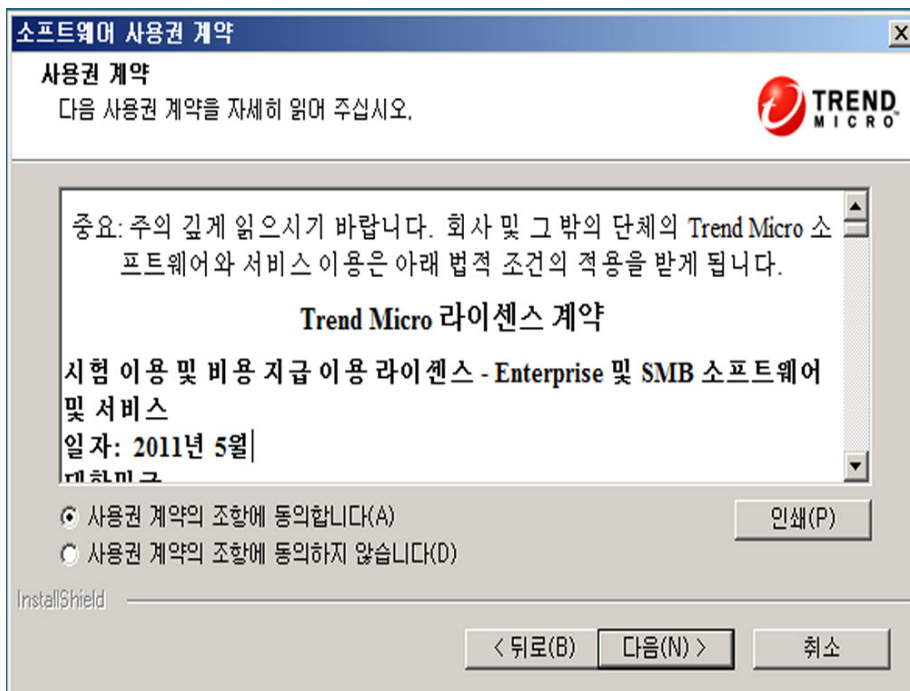 소프트웨어 사용권 계약
사용권 계약
다음 사용권 계약을 자세히 읽어 주십시오.
TREND
MICRO
중요: 주의 깊게 읽으시기 바랍니다. 회사 및 그 밖의 단체의 Trend Micro 소
프트웨어와 서비스 이용은 아래 법적 조건의 적용을 받게 됩니다.
Trend Micro 라이센스 계약
시험 이용 및 비용 지급 이용 라이센스 - Enterprise 및 SMB 소프트웨어
및 서비스
일자: 2011년 5월
대한민국
사용권 계약의 조항에 동의합니다(A)
인쇄(P)
사용권 계약의 조항에 동의하지 않습니다(D)
InstallShield
< 뒤로(B)
다음(N) >
취소